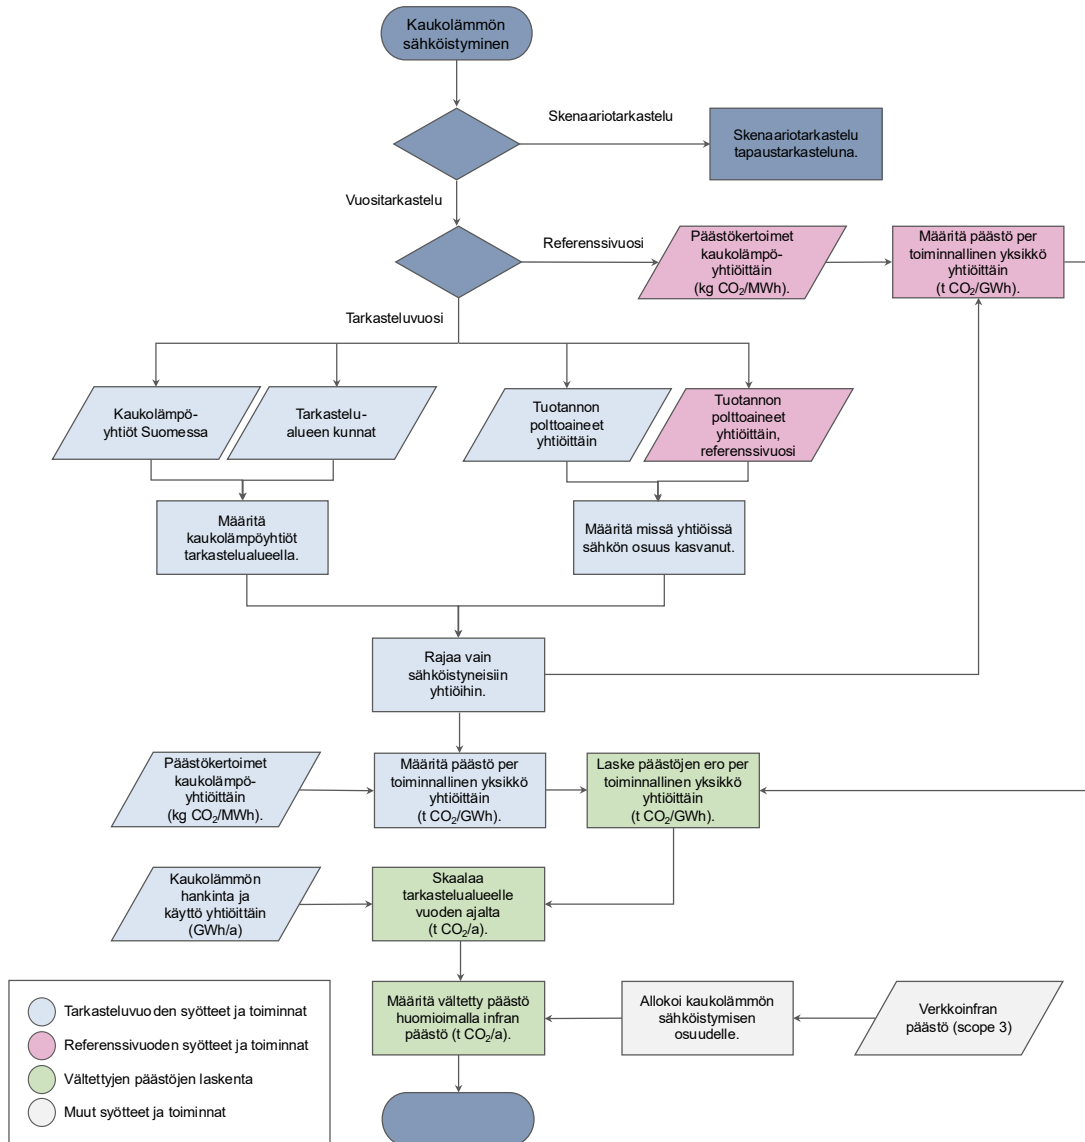 Kaukolämmön
sähköistyminen
Skenaariotarkastelu
Skenaariotarkastelu
tapaustarkasteluna.
Vuositarkastelu
Referenssivuosi
Päästökertoimet
kaukolämpö-
yhtiöittäin
(kg CO₂/MWh).
Määritä päästö per
toiminnallinen yksikkö
yhtiöittäin
(t CO₂/GWh).
Tarkasteluvuosi
Kaukolämpö-
yhtiöt Suomessa
Tarkastelu-
alueen kunnat
Tuotannon
polttoaineet
yhtiöittäin
Tuotannon
polttoaineet
yhtiöittäin,
referenssivuosi
Määritä
kaukolämpöyhtiöt
tarkastelualueella.
Määritä missä yhtiöissä
sähkön osuus kasvanut.
Rajaa vain
sähköistyneisiin
yhtiöihin.
Päästökertoimet
kaukolämpö-
yhtiöittäin
(kg CO₂/MWh).
Määritä päästö per
toiminnallinen yksikkö
yhtiöittäin
(t CO₂/GWh).
Laske päästöjen ero per
toiminnallinen yksikkö
yhtiöittäin
(t CO₂/GWh).
Kaukolämmön
hankinta ja
käyttö yhtiöittäin
(GWh/a)
Skaalaa
tarkastelualueelle
vuoden ajalta
(t CO₂/a).
Määritä vältetty päästö
huomioimalla infran
päästö (t CO₂/a).
Allokoi kaukolämmön
sähköistymisen
osuudelle.
Verkkoinfran
päästö (scope 3)
Tarkasteluvuoden syötteet ja toiminnat
Referenssivuoden syötteet ja toiminnat
Vältettyjen päästöjen laskenta
Muut syötteet ja toiminnat